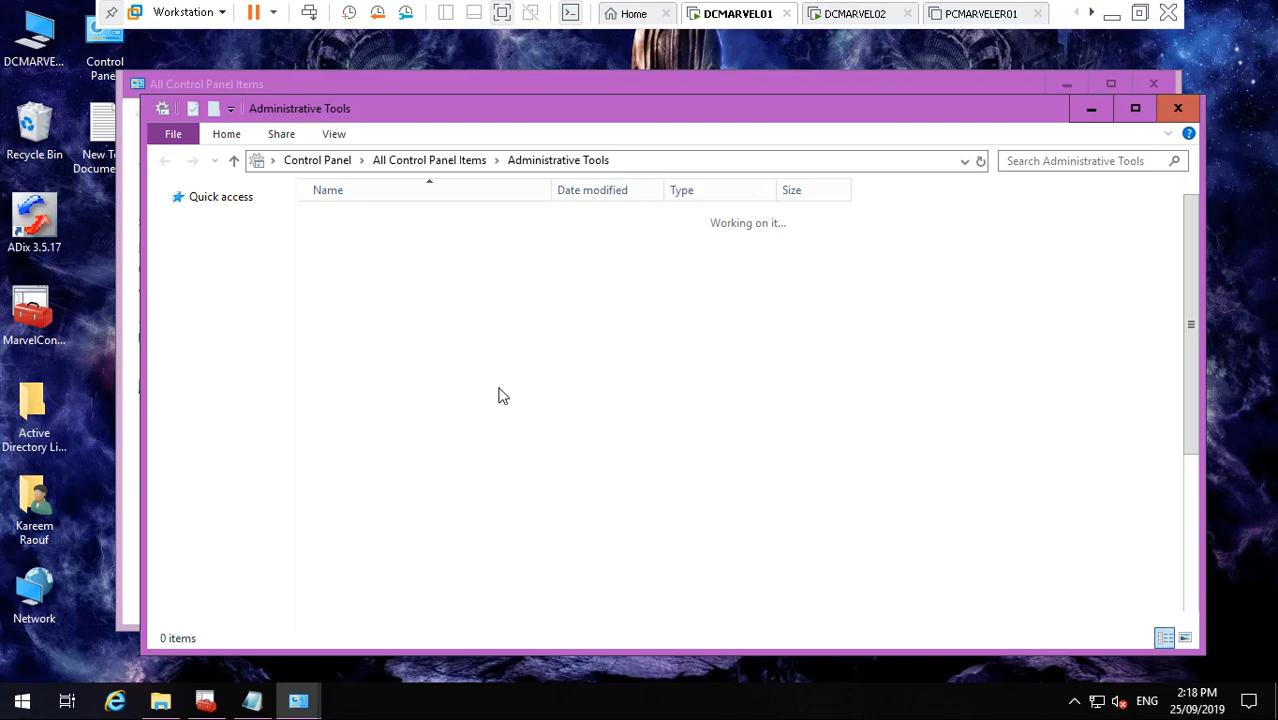 Workstation
Home
DCMARVEL01
DCMARVEL02
PCMARVELER01
DCMARVE...
Control
Pane
Recycle Bin
New Te
Docume
ADix 3.5.17
MarvelCon...
Active
Directory Li...
Kareem
Raouf
Network
All Control Panel Items
Administrative Tools
File
Home
Share
View
Control Panel > All Control Panel Items > Administrative Tools
Search Administrative Tools
Quick access
Name
Date modified
Type
Size
Working on it...
0 items
ENG
2:18 PM
25/09/2019